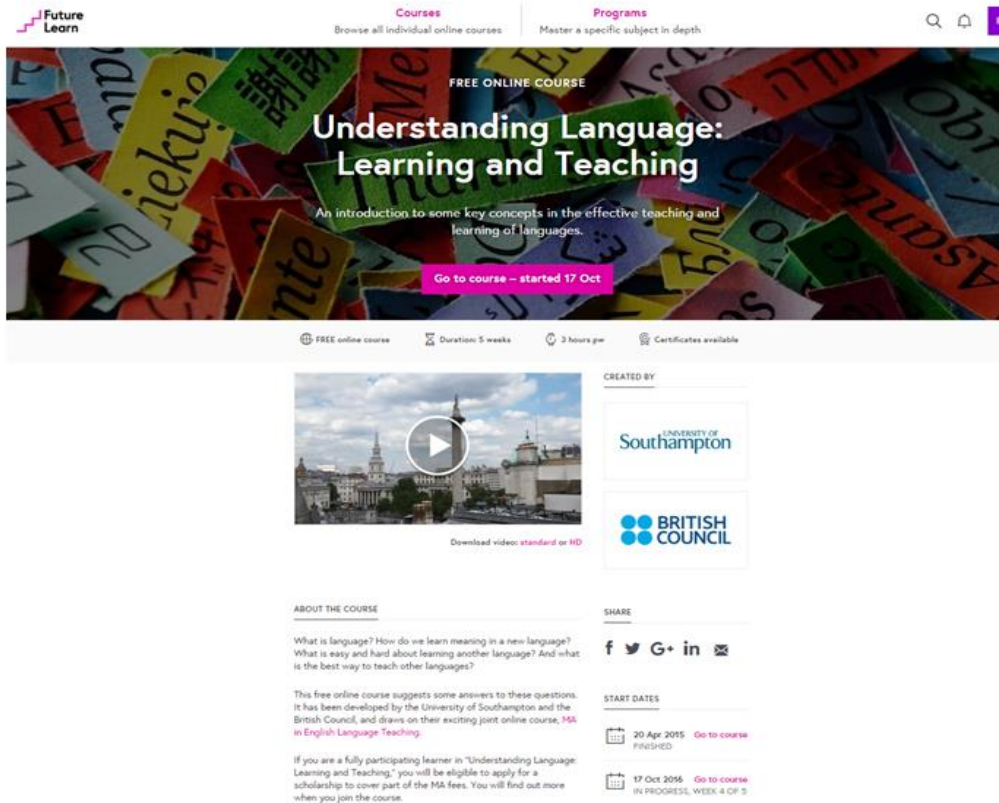 Future
Learn
Courses
Browse all individual online courses
Programs
Master a specific subject in depth
FREE ONLINE COURSE
Understanding Language:
Learning and Teaching
An introduction to some key concepts in the effective teaching and
learning of languages.
Go to course – started 17 Oct
FREE online course
Duration: 5 weeks
3 hours pw
Certificates available
CREATED BY
UNIVERSITY OF
Southampton
BRITISH
COUNCIL
Download video: standard or HD
ABOUT THE COURSE
What is language? How do we learn meaning in a new language?
What is easy and hard about learning another language? And what
is the best way to teach other languages?
This free online course suggests some answers to these questions.
It has been developed by the University of Southampton and the
British Council, and draws on their exciting joint online course, MA
in English Language Teaching.
If you are a fully participating learner in "Understanding Language:
Learning and Teaching," you will be eligible to apply for a
scholarship to cover part of the MA fees. You will find out more
when you join the course.
SHARE
f G+ in
START DATES
20 Apr 2015 Go to course
FINISHED
17 Oct 2016 Go to course
IN PROGRESS, WEEK 4 OF 5